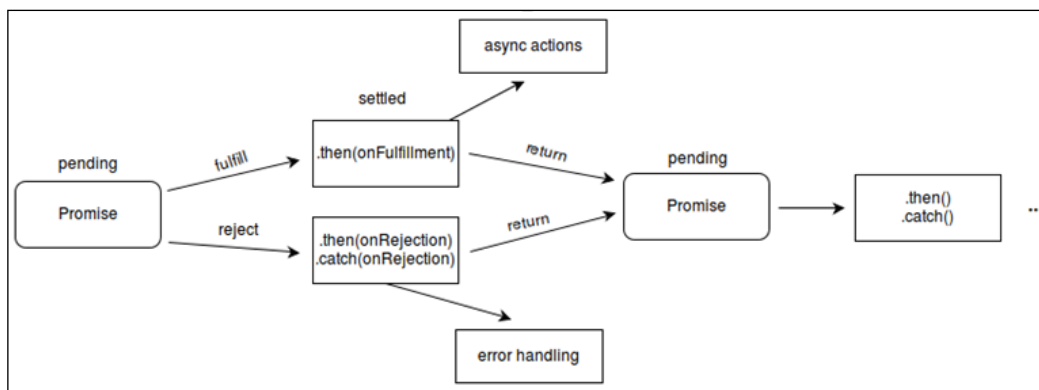 async actions
settled
.then(onFulfillment)
pending
fulfill
return
pending
Promise
Promise
.then()
.catch()
...
reject
.then(onRejection)
.catch(onRejection)
return
error handling